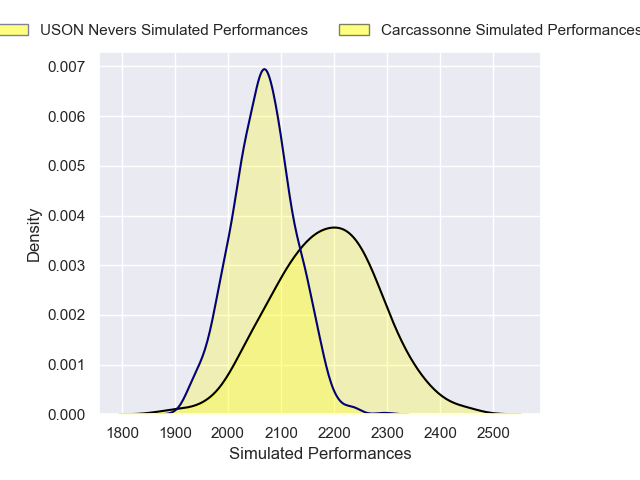 USON Nevers Simulated Performances Carcassonne Simulated Performances
0.007
0.006
0.005
0.004
0.003
0.002
0.001
0.000
Density
1800 1900 2000 2100 2200 2300 2400 2500
Simulated Performances